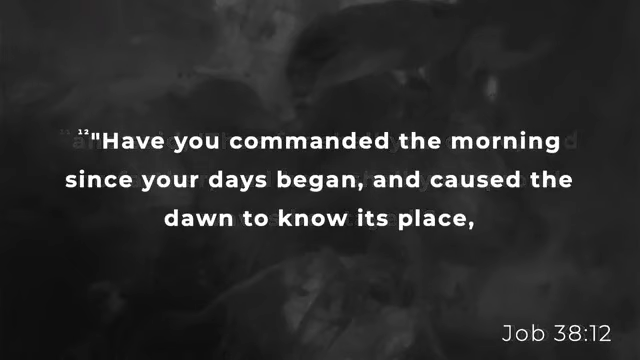 ¹²"Have you commanded the morning
since your days began, and caused the
dawn to know its place,
Job 38:12